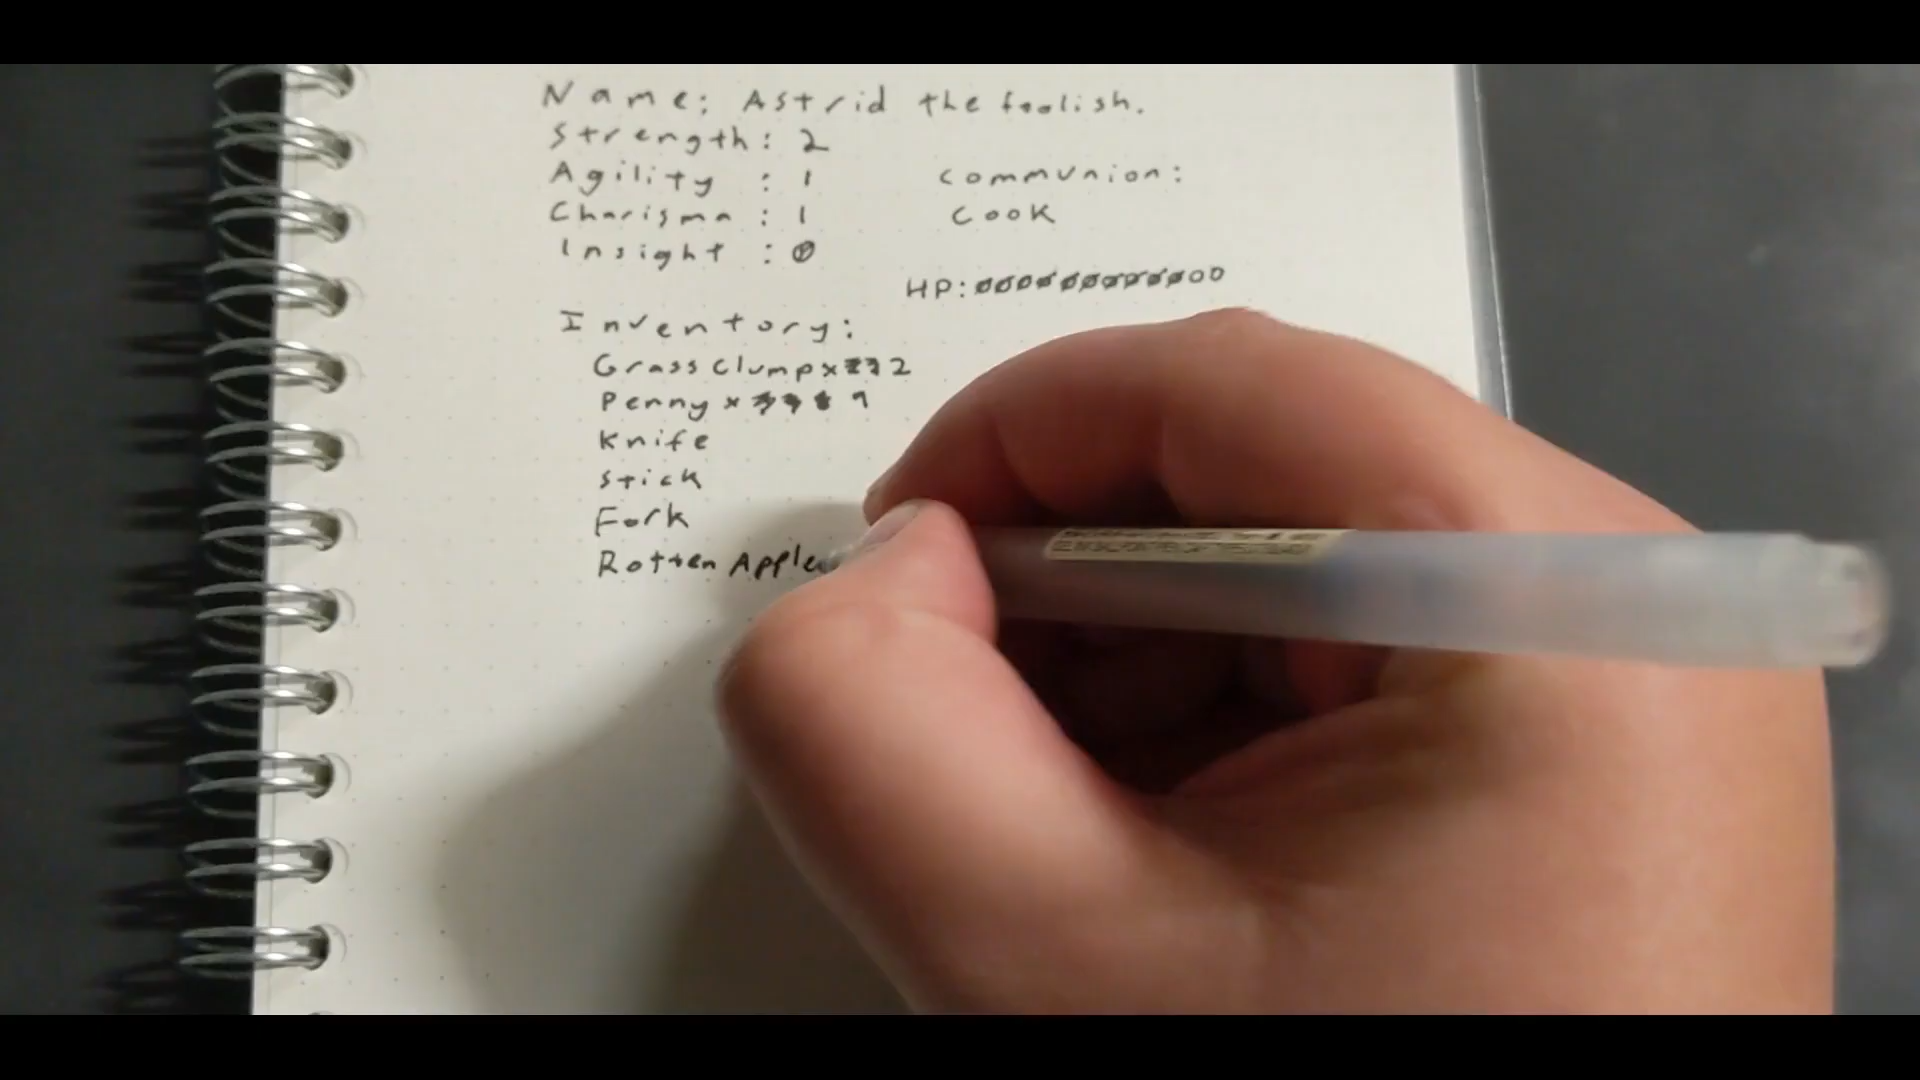 Name: Astrid the foolish.
Strength: 2
Agility : 1
Communion:
Charisma : 1
Cook
Insight : 0
HP:
Inventory:
Grass clump x 2
Penny x 9
Knife
Stick
Fork
Rotten Apple